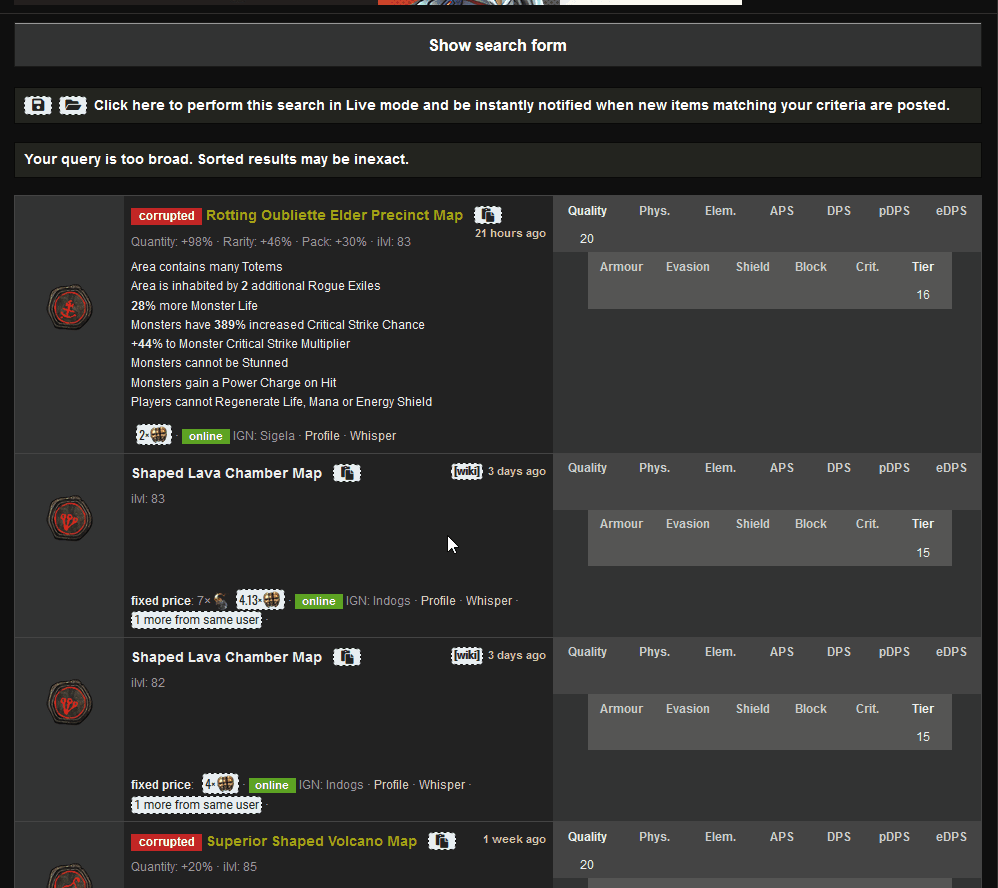 Show search form
Click here to perform this search in Live mode and be instantly notified when new items matching your criteria are posted.
Your query is too broad. Sorted results may be inexact.
corrupted Rotting Oubliette Elder Precinct Map
21 hours ago
Quantity: +98% · Rarity: +46% · Pack: +30% · ilvl: 83
Area contains many Totems
Area is inhabited by 2 additional Rogue Exiles
28% more Monster Life
Monsters have 389% increased Critical Strike Chance
+44% to Monster Critical Strike Multiplier
Monsters cannot be Stunned
Monsters gain a Power Charge on Hit
Players cannot Regenerate Life, Mana or Energy Shield
2× · online IGN: Sigela · Profile · Whisper
Quality Phys. Elem. APS DPS pDPS eDPS
20
Armour Evasion Shield Block Crit. Tier
16
Shaped Lava Chamber Map [wiki] 3 days ago
ilvl: 83
fixed price: 7× 4.13× · online IGN: Indogs · Profile · Whisper ·
1 more from same user ·
Quality Phys. Elem. APS DPS pDPS eDPS
Armour Evasion Shield Block Crit. Tier
15
Shaped Lava Chamber Map [wiki] 3 days ago
ilvl: 82
fixed price: 4× · online IGN: Indogs · Profile · Whisper ·
1 more from same user ·
Quality Phys. Elem. APS DPS pDPS eDPS
Armour Evasion Shield Block Crit. Tier
15
corrupted Superior Shaped Volcano Map 1 week ago
Quantity: +20% · ilvl: 85
Quality Phys. Elem. APS DPS pDPS eDPS
20